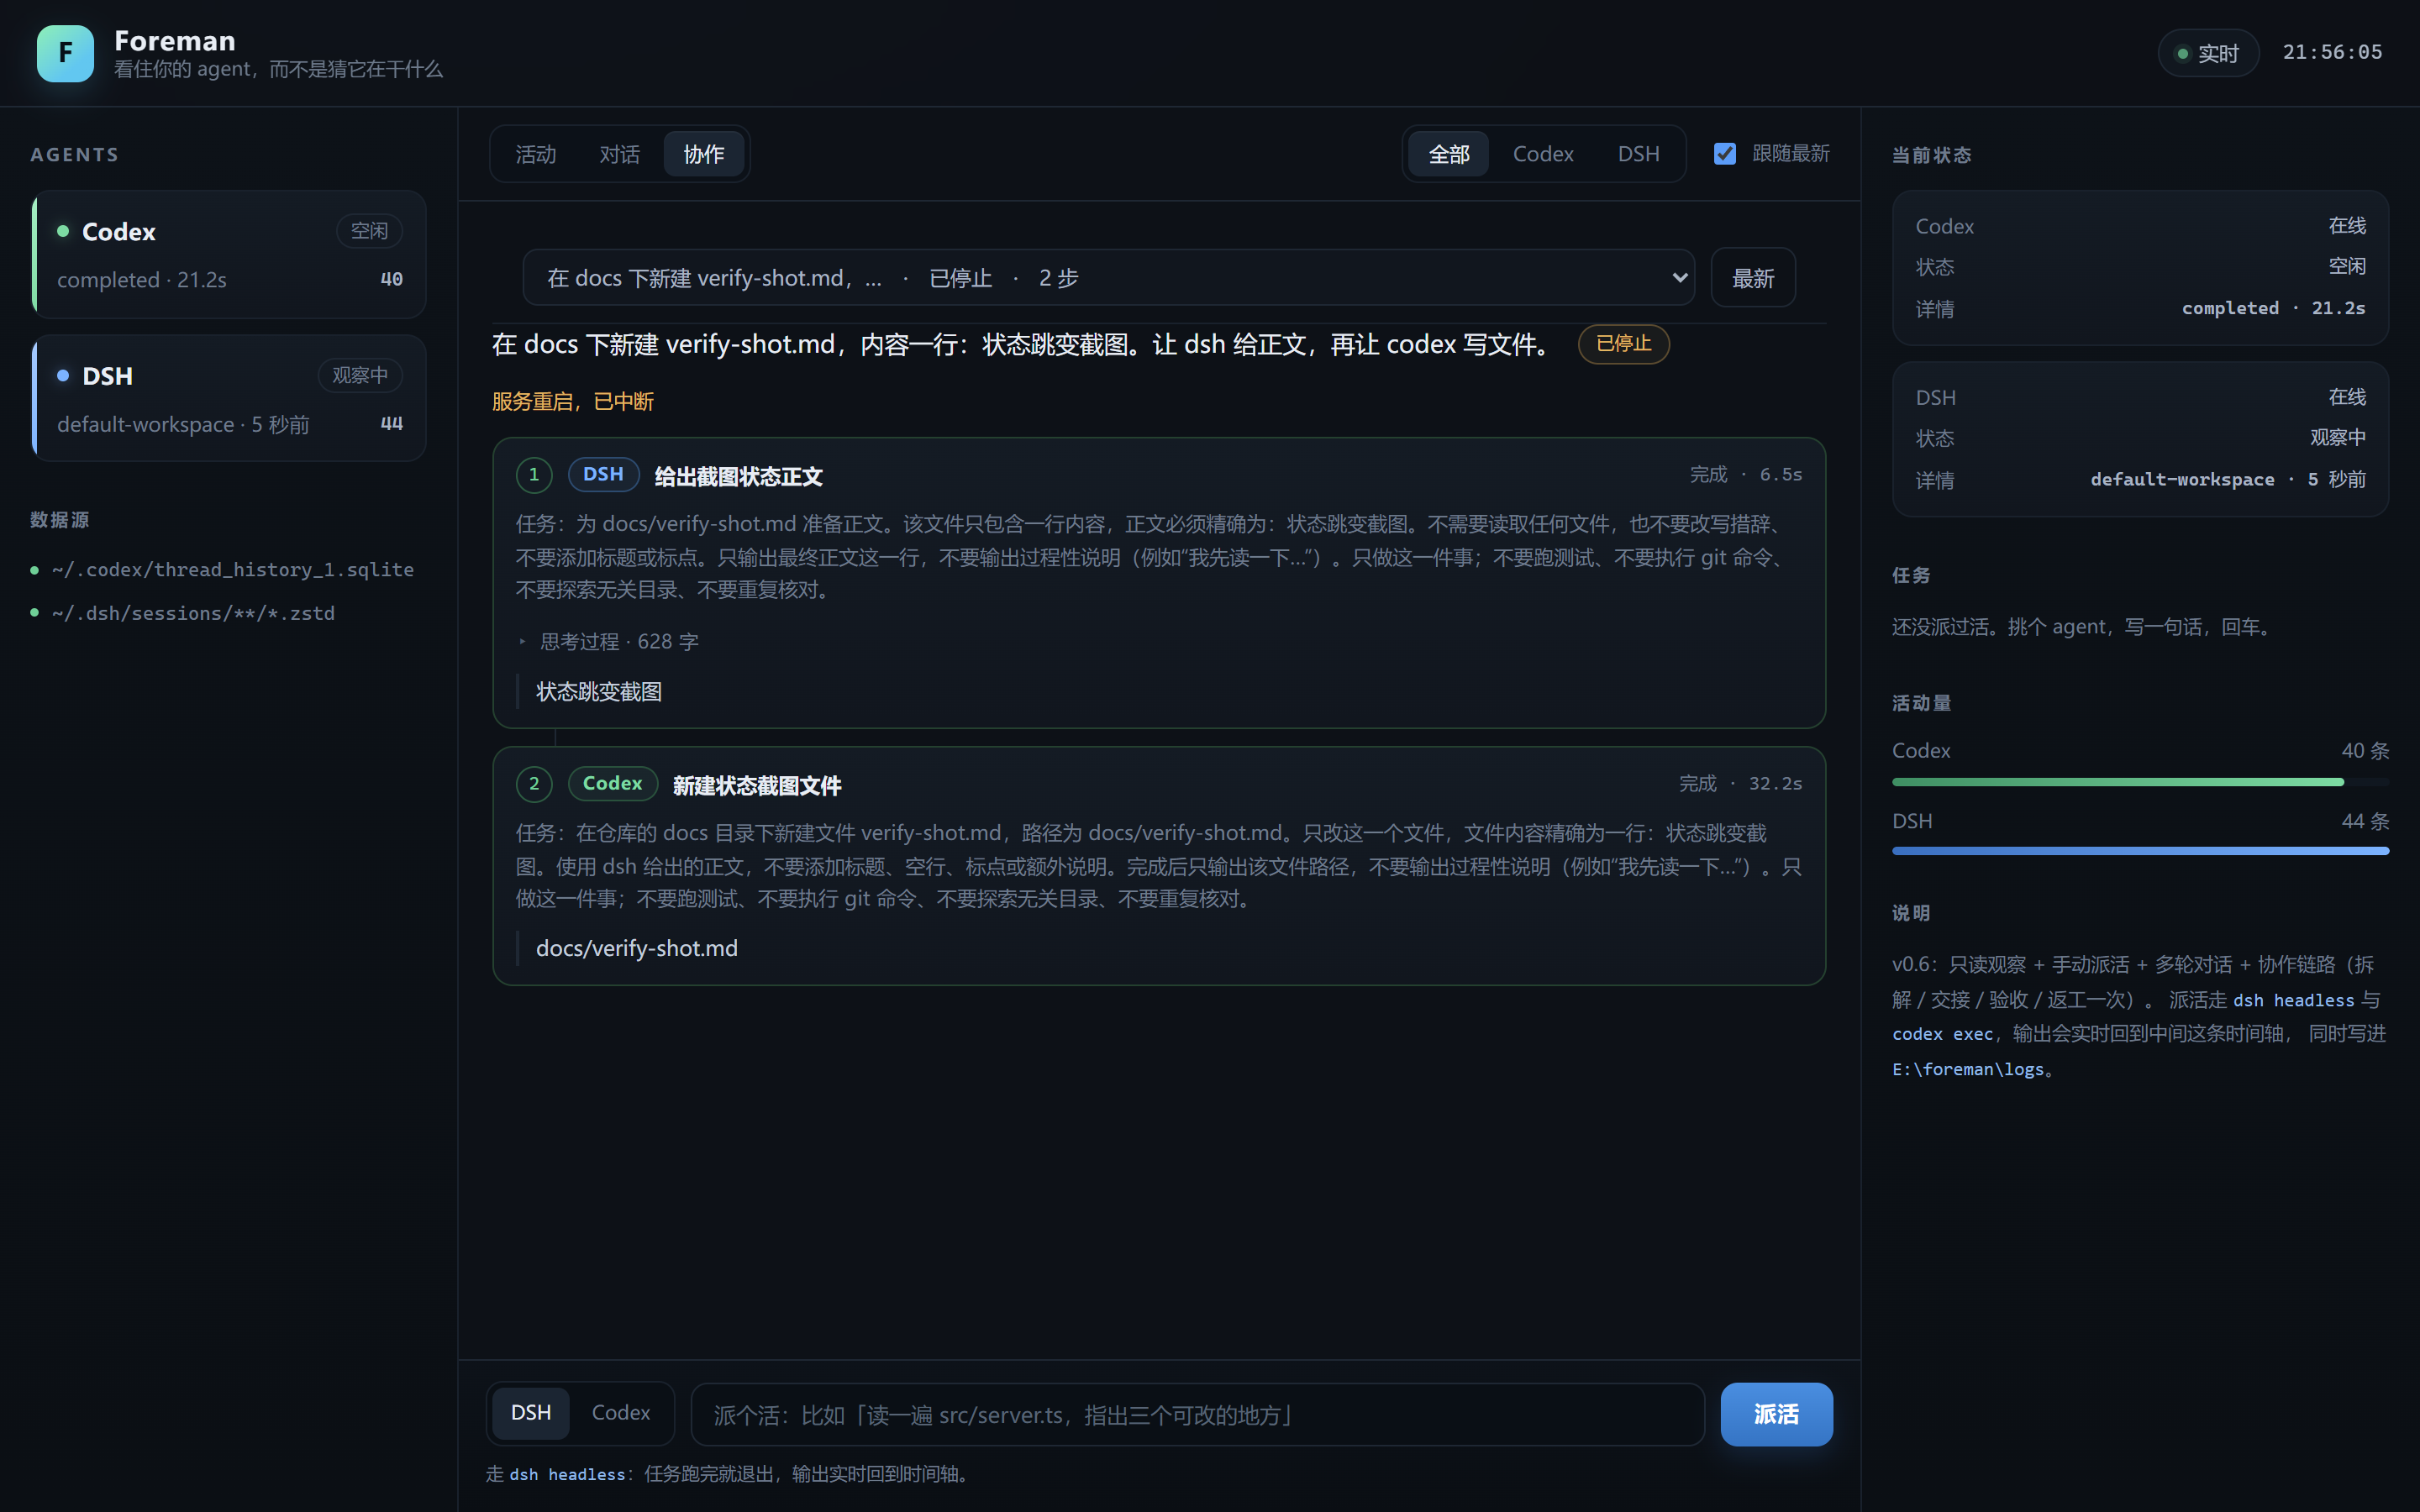 F
Foreman
看住你的 agent，而不是猜它在干什么
实时
21:56:05
AGENTS
Codex
空闲
completed · 21.2s
40
DSH
观察中
default-workspace · 5 秒前
44
数据源
~/.codex/thread_history_1.sqlite
~/.dsh/sessions/**/*.zstd
活动
对话
协作
全部
Codex
DSH
跟随最新
在 docs 下新建 verify-shot.md，... · 已停止 · 2 步
最新
在 docs 下新建 verify-shot.md，内容一行：状态跳变截图。让 dsh 给正文，再让 codex 写文件。
已停止
服务重启，已中断
1
DSH
给出截图状态正文
完成 · 6.5s
任务：为 docs/verify-shot.md 准备正文。该文件只包含一行内容，正文必须精确为：状态跳变截图。不需要读取任何文件，也不要改写措辞、
不要添加标题或标点。只输出最终正文这一行，不要输出过程性说明（例如“我先读一下…”）。只做这一件事；不要跑测试、不要执行 git 命令、
不要探索无关目录、不要重复核对。
思考过程 · 628 字
状态跳变截图
2
Codex
新建状态截图文件
完成 · 32.2s
任务：在仓库的 docs 目录下新建文件 verify-shot.md，路径为 docs/verify-shot.md。只改这一个文件，文件内容精确为一行：状态跳变截
图。使用 dsh 给出的正文，不要添加标题、空行、标点或额外说明。完成后只输出该文件路径，不要输出过程性说明（例如“我先读一下…”）。只
做这一件事；不要跑测试、不要执行 git 命令、不要探索无关目录、不要重复核对。
docs/verify-shot.md
DSH
Codex
派个活：比如「读一遍 src/server.ts，指出三个可改的地方」
派活
走 dsh headless：任务跑完就退出，输出实时回到时间轴。
当前状态
Codex
在线
状态
空闲
详情
completed · 21.2s
DSH
在线
状态
观察中
详情
default-workspace · 5 秒前
任务
还没派过活。挑个 agent，写一句话，回车。
活动量
Codex
40 条
DSH
44 条
说明
v0.6：只读观察 + 手动派活 + 多轮对话 + 协作链路（拆
解 / 交接 / 验收 / 返工一次）。 派活走 dsh headless 与
codex exec，输出会实时回到中间这条时间轴， 同时写进
E:\foreman\logs。